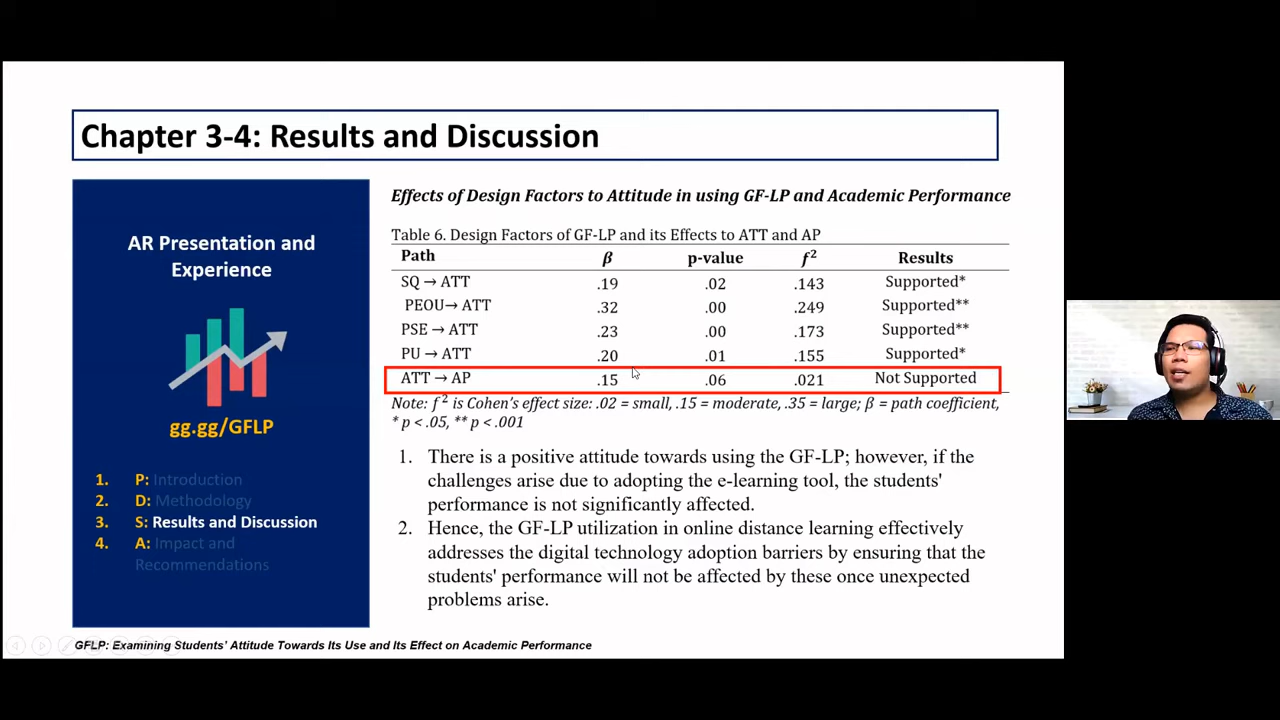 Chapter 3-4: Results and Discussion
AR Presentation and
Experience
gg.gg/GFLP
1. P: Introduction
2. D: Methodology
3. S: Results and Discussion
4. A: Impact and
Recommendations
Effects of Design Factors to Attitude in using GF-LP and Academic Performance
Table 6. Design Factors of GF-LP and its Effects to ATT and AP
Path β p-value f² Results
SQ → ATT .19 .02 .143 Supported*
PEOU→ ATT .32 .00 .249 Supported**
PSE → ATT .23 .00 .173 Supported**
PU → ATT .20 .01 .155 Supported*
ATT → AP .15 .06 .021 Not Supported
Note: f² is Cohen's effect size: .02 = small, .15 = moderate, .35 = large; β = path coefficient,
* p < .05, ** p < .001
1. There is a positive attitude towards using the GF-LP; however, if the
challenges arise due to adopting the e-learning tool, the students'
performance is not significantly affected.
2. Hence, the GF-LP utilization in online distance learning effectively
addresses the digital technology adoption barriers by ensuring that the
students' performance will not be affected by these once unexpected
problems arise.
GFLP: Examining Students' Attitude Towards Its Use and Its Effect on Academic Performance